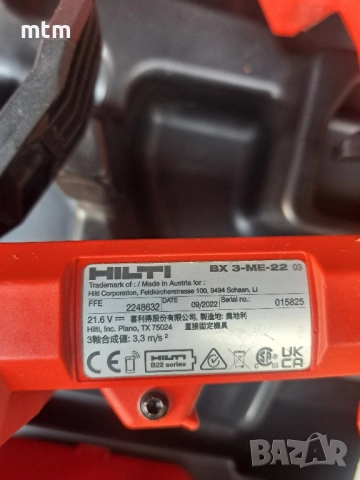 mtm
HILTI BX 3-ME-22 03
Trademark of : / Made in Austria for :
Hilti Corporation, Feldkircherstrasse 100, 9494 Schaan, LI
FFE 2248632 DATE 09/2022 Serial no.: 015825
21.6 V⎓ 喜利得股份有限公司, 製造地: 奧地利
Hilti, Inc. Plano, TX 75024 直接固定機具
3軸合成値: 3,3 m/s²
HILTI
B22 series
UK
CA
BAZAR
.bg